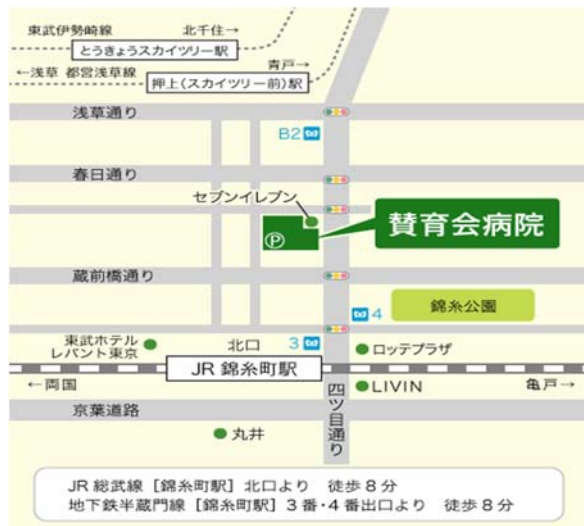 東武伊勢崎線 北千住→
とうきょうスカイツリー駅
←浅草 都営浅草線 青戸→
押上(スカイツリー前)駅
浅草通り
B2
春日通り
セブンイレブン
P
賛育会病院
蔵前橋通り
4
錦糸公園
東武ホテル
レバント東京
北口
3
ロッテプラザ
JR 錦糸町駅
←両国
亀戸→
四ツ目通り
LIVIN
京葉道路
丸井
JR 総武線 [錦糸町駅] 北口より 徒歩8分
地下鉄半蔵門線 [錦糸町駅] 3番・4番出口より 徒歩8分